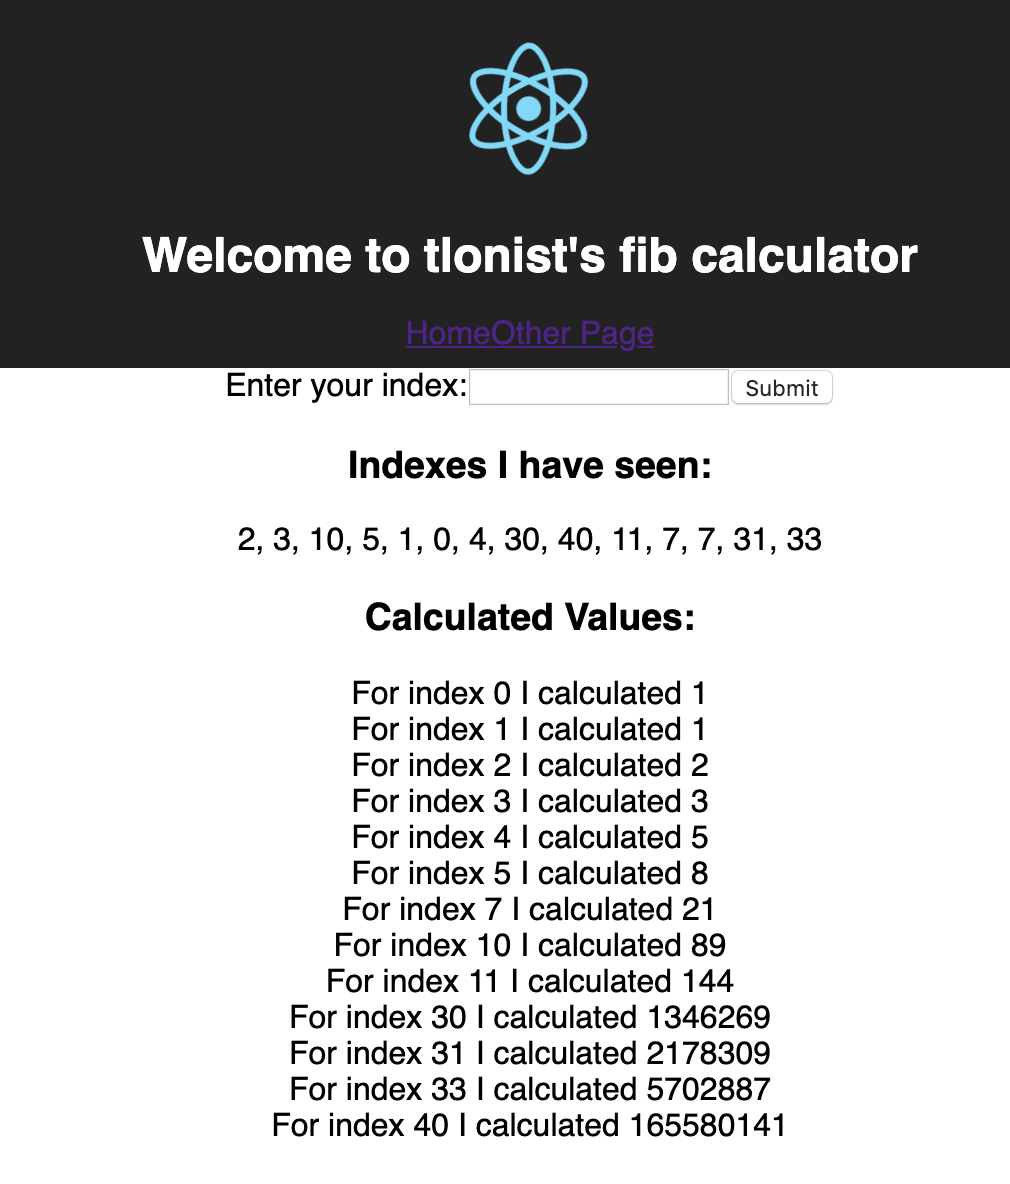 Welcome to tlonist's fib calculator
HomeOther Page
Enter your index: Submit
Indexes I have seen:
2, 3, 10, 5, 1, 0, 4, 30, 40, 11, 7, 7, 31, 33
Calculated Values:
For index 0 I calculated 1
For index 1 I calculated 1
For index 2 I calculated 2
For index 3 I calculated 3
For index 4 I calculated 5
For index 5 I calculated 8
For index 7 I calculated 21
For index 10 I calculated 89
For index 11 I calculated 144
For index 30 I calculated 1346269
For index 31 I calculated 2178309
For index 33 I calculated 5702887
For index 40 I calculated 165580141